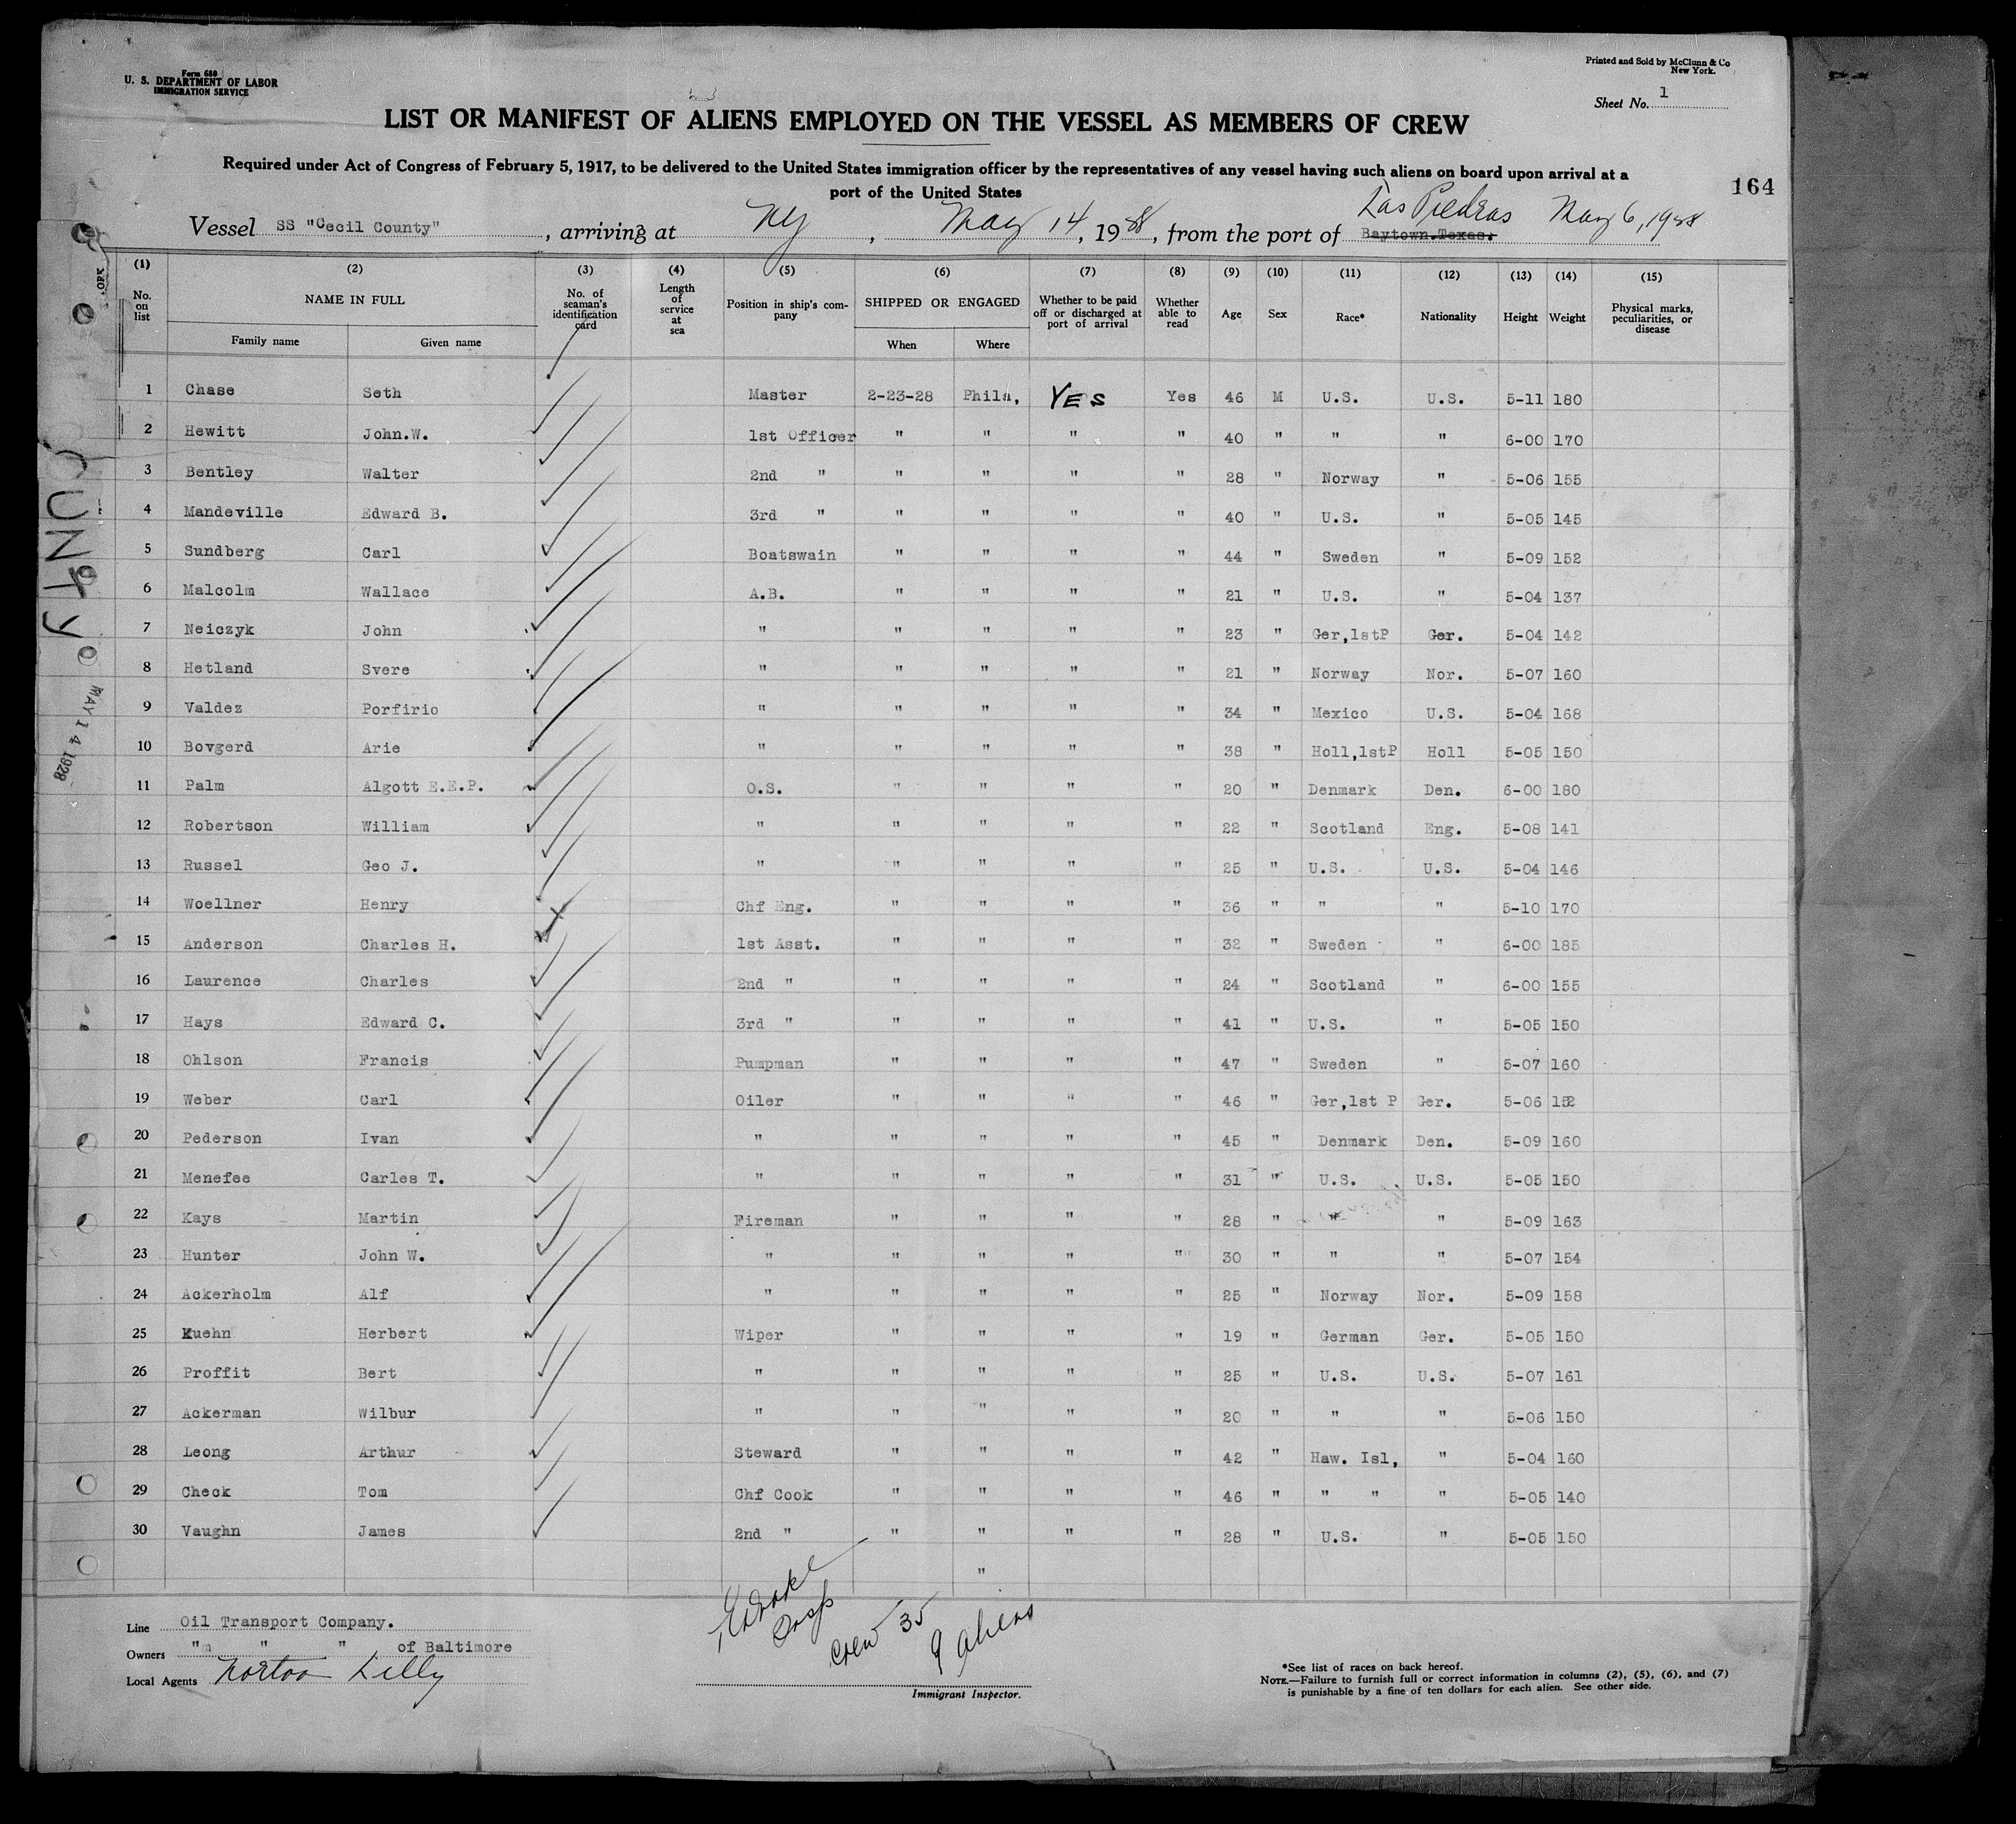 Form 680
U. S. DEPARTMENT OF LABOR
IMMIGRATION SERVICE
Printed and Sold by McClunn & Co
New York.
Sheet No. 1
LIST OR MANIFEST OF ALIENS EMPLOYED ON THE VESSEL AS MEMBERS OF CREW
Required under Act of Congress of February 5, 1917, to be delivered to the United States immigration officer by the representatives of any vessel having such aliens on board upon arrival at a
port of the United States
164
Las Piedras May 6, 1928
Vessel SS "Cecil County", arriving at NY, May 14, 1928, from the port of Baytown.Texas.
(1) (2) (3) (4) (5) (6) (7) (8) (9) (10) (11) (12) (13) (14) (15)
No. on list NAME IN FULL No. of seaman's identification card Length of service at sea Position in ship's company SHIPPED OR ENGAGED Whether to be paid off or discharged at port of arrival Whether able to read Age Sex Race* Nationality Height Weight Physical marks, peculiarities, or disease
Family name Given name When Where
1 Chase Seth Master 2-23-28 Phila, YES Yes 46 M U.S. U.S. 5-11 180
2 Hewitt John.W. 1st Officer " " " " 40 " " " 6-00 170
3 Bentley Walter 2nd " " " " " 28 " Norway " 5-06 155
4 Mandeville Edward B. 3rd " " " " " 40 " U.S. " 5-05 145
5 Sundberg Carl Boatswain " " " " 44 " Sweden " 5-09 152
6 Malcolm Wallace A.B. " " " " 21 " U.S. " 5-04 137
7 Neiczyk John " " " " " 23 " Ger,1stP Ger. 5-04 142
8 Hetland Svere " " " " " 21 " Norway Nor. 5-07 160
9 Valdez Porfirio " " " " " 34 " Mexico U.S. 5-04 168
10 Bovgerd Arie " " " " " 38 " Holl,1stP Holl 5-05 150
11 Palm Algott E.E.P. O.S. " " " " 20 " Denmark Den. 6-00 180
12 Robertson William " " " " " 22 " Scotland Eng. 5-08 141
13 Russel Geo J. " " " " " 25 " U.S. U.S. 5-04 146
14 Woellner Henry Chf Eng. " " " " 36 " " " 5-10 170
15 Anderson Charles H. 1st Asst. " " " " 32 " Sweden " 6-00 185
16 Laurence Charles 2nd " " " " " 24 " Scotland " 6-00 155
17 Hays Edward C. 3rd " " " " " 41 " U.S. " 5-05 150
18 Ohlson Francis Pumpman " " " " 47 " Sweden " 5-07 160
19 Weber Carl Oiler " " " " 46 " Ger,1st P Ger. 5-06 152
20 Pederson Ivan " " " " " 45 " Denmark Den. 5-09 160
21 Menefee Carles T. " " " " " 31 " U.S. U.S. 5-05 150
22 Kays Martin Fireman " " " " 28 " " " 5-09 163
23 Hunter John W. " " " " " 30 " " " 5-07 154
24 Ackerholm Alf " " " " " 25 " Norway Nor. 5-09 158
25 Kuehn Herbert Wiper " " " " 19 " German Ger. 5-05 150
26 Proffit Bert " " " " " 25 " U.S. U.S. 5-07 161
27 Ackerman Wilbur " " " " " 20 " " " 5-06 150
28 Leong Arthur Steward " " " " 42 " Haw. Isl, " 5-04 160
29 Check Tom Chf Cook " " " " 46 " " " " 5-05 140
30 Vaughn James 2nd " " " " " 28 " U.S. " 5-05 150
"
Line Oil Transport Company.
Owners "m " " of Baltimore
Local Agents Norton Lilly
Insp
Crew 35
9 aliens
Immigrant Inspector.
*See list of races on back hereof.
NOTE.—Failure to furnish full or correct information in columns (2), (5), (6), and (7)
is punishable by a fine of ten dollars for each alien. See other side.
OUNTY
MAY 14 1928